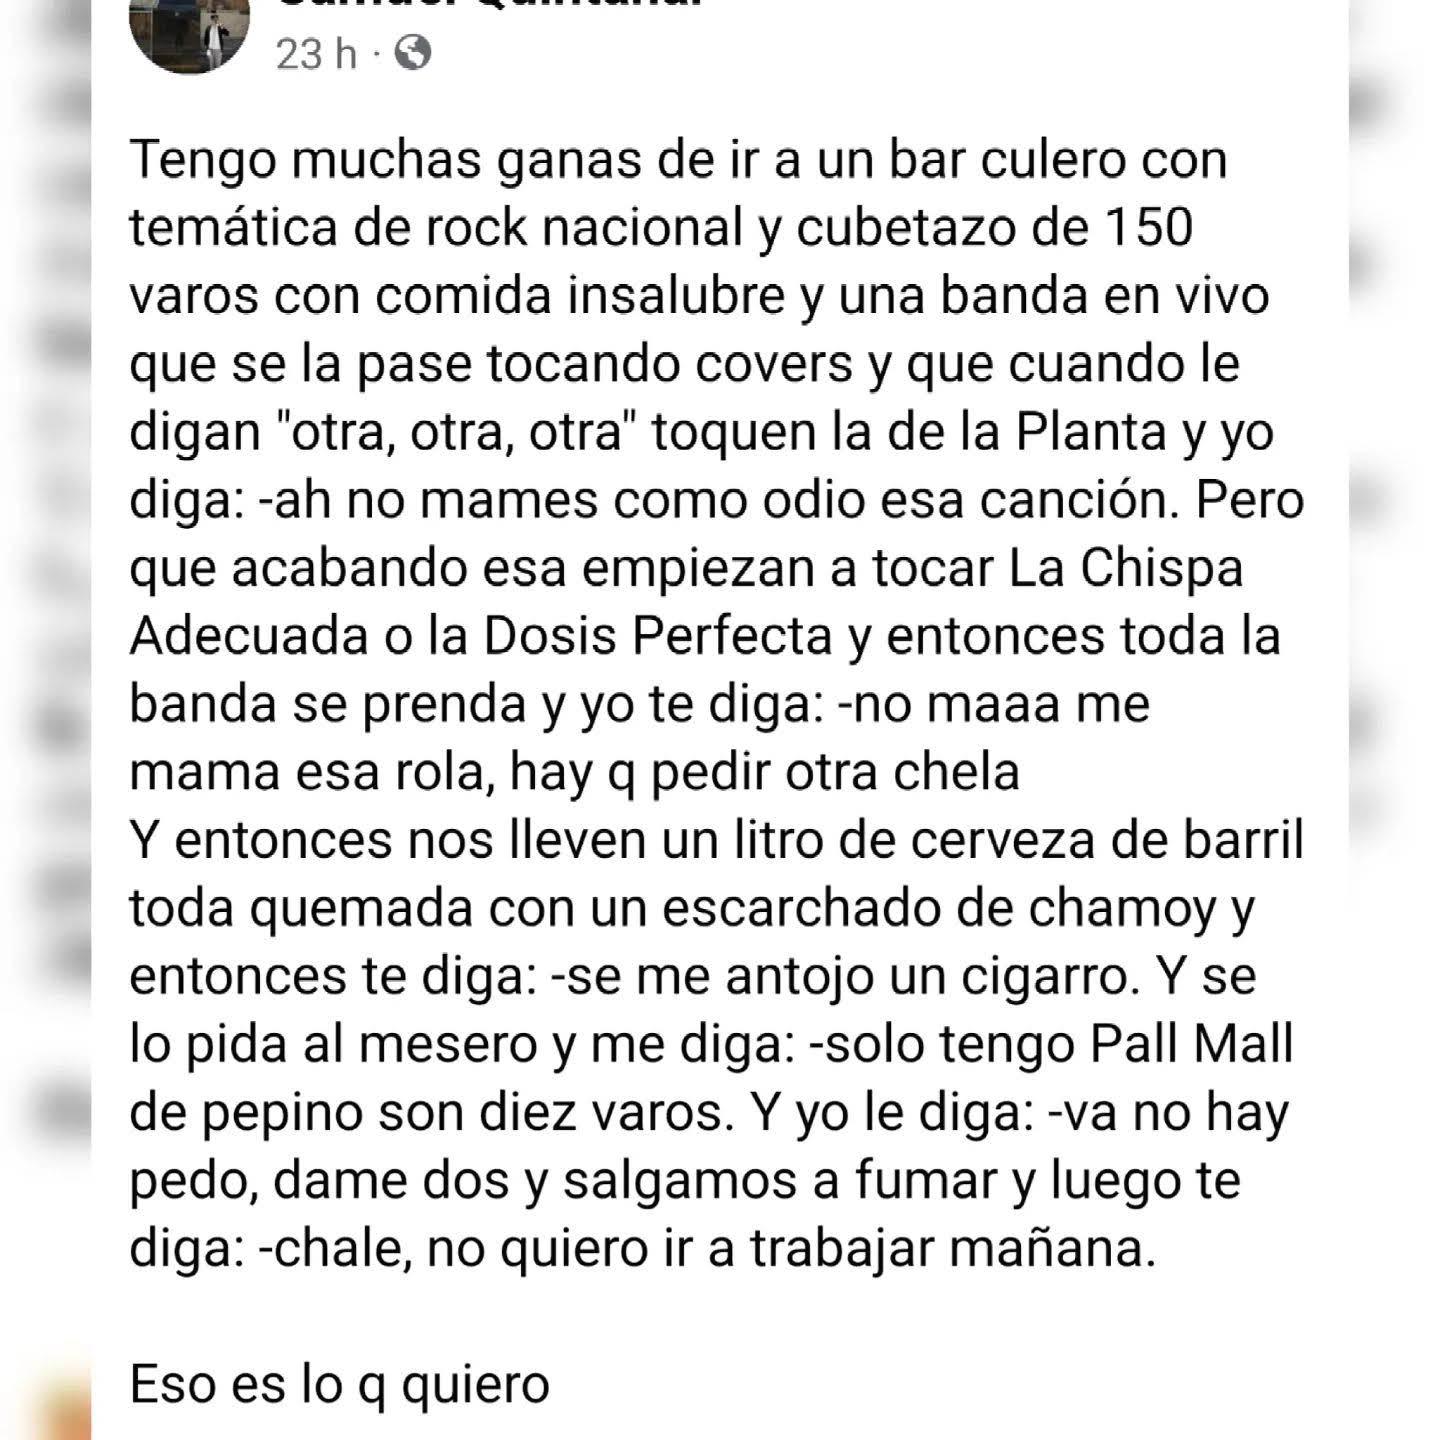 23 h ·
Tengo muchas ganas de ir a un bar culero con
temática de rock nacional y cubetazo de 150
varos con comida insalubre y una banda en vivo
que se la pase tocando covers y que cuando le
digan "otra, otra, otra" toquen la de la Planta y yo
diga: -ah no mames como odio esa canción. Pero
que acabando esa empiezan a tocar La Chispa
Adecuada o la Dosis Perfecta y entonces toda la
banda se prenda y yo te diga: -no maaa me
mama esa rola, hay q pedir otra chela
Y entonces nos lleven un litro de cerveza de barril
toda quemada con un escarchado de chamoy y
entonces te diga: -se me antojo un cigarro. Y se
lo pida al mesero y me diga: -solo tengo Pall Mall
de pepino son diez varos. Y yo le diga: -va no hay
pedo, dame dos y salgamos a fumar y luego te
diga: -chale, no quiero ir a trabajar mañana.
Eso es lo q quiero